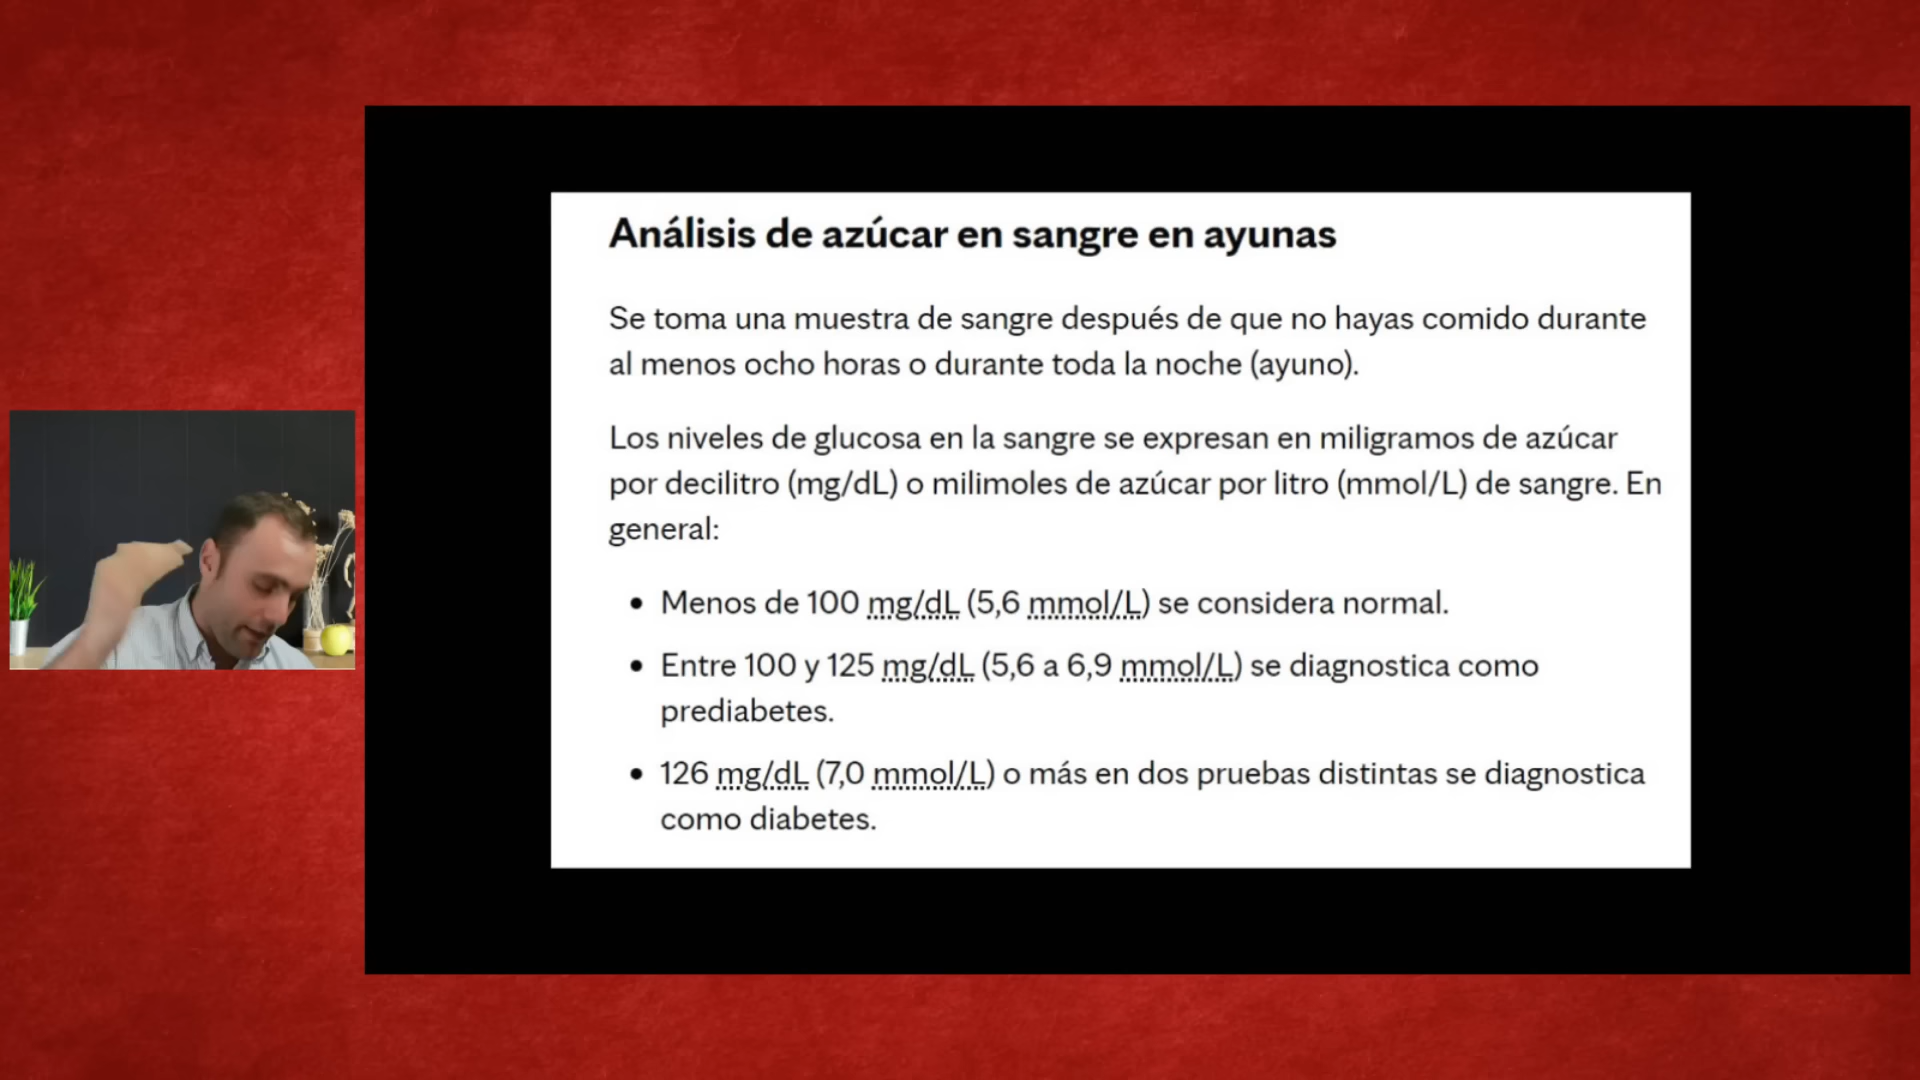 Análisis de azúcar en sangre en ayunas
Se toma una muestra de sangre después de que no hayas comido durante
al menos ocho horas o durante toda la noche (ayuno).
Los niveles de glucosa en la sangre se expresan en miligramos de azúcar
por decilitro (mg/dL) o milimoles de azúcar por litro (mmol/L) de sangre. En
general:
• Menos de 100 mg/dL (5,6 mmol/L) se considera normal.
• Entre 100 y 125 mg/dL (5,6 a 6,9 mmol/L) se diagnostica como
prediabetes.
• 126 mg/dL (7,0 mmol/L) o más en dos pruebas distintas se diagnostica
como diabetes.